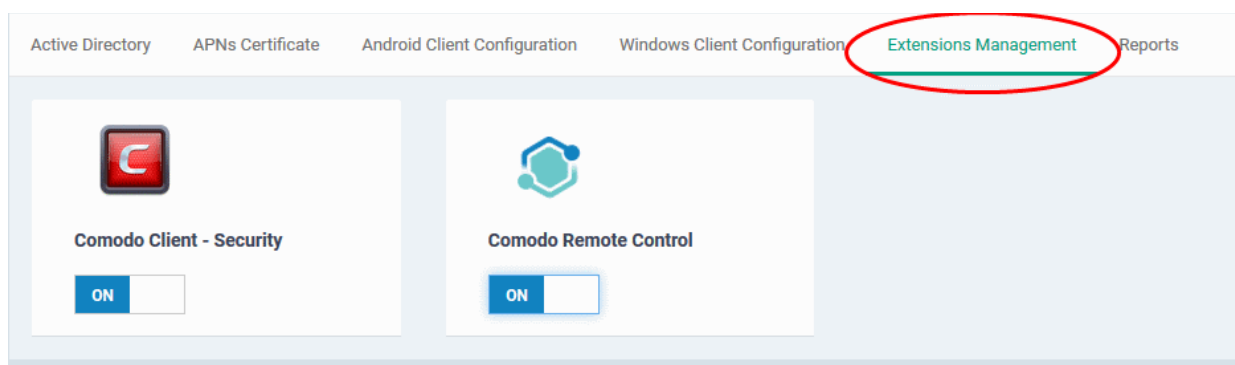 Active Directory APNs Certificate Android Client Configuration Windows Client Configuration Extensions Management Reports
C
Comodo Client - Security Comodo Remote Control
ON ON